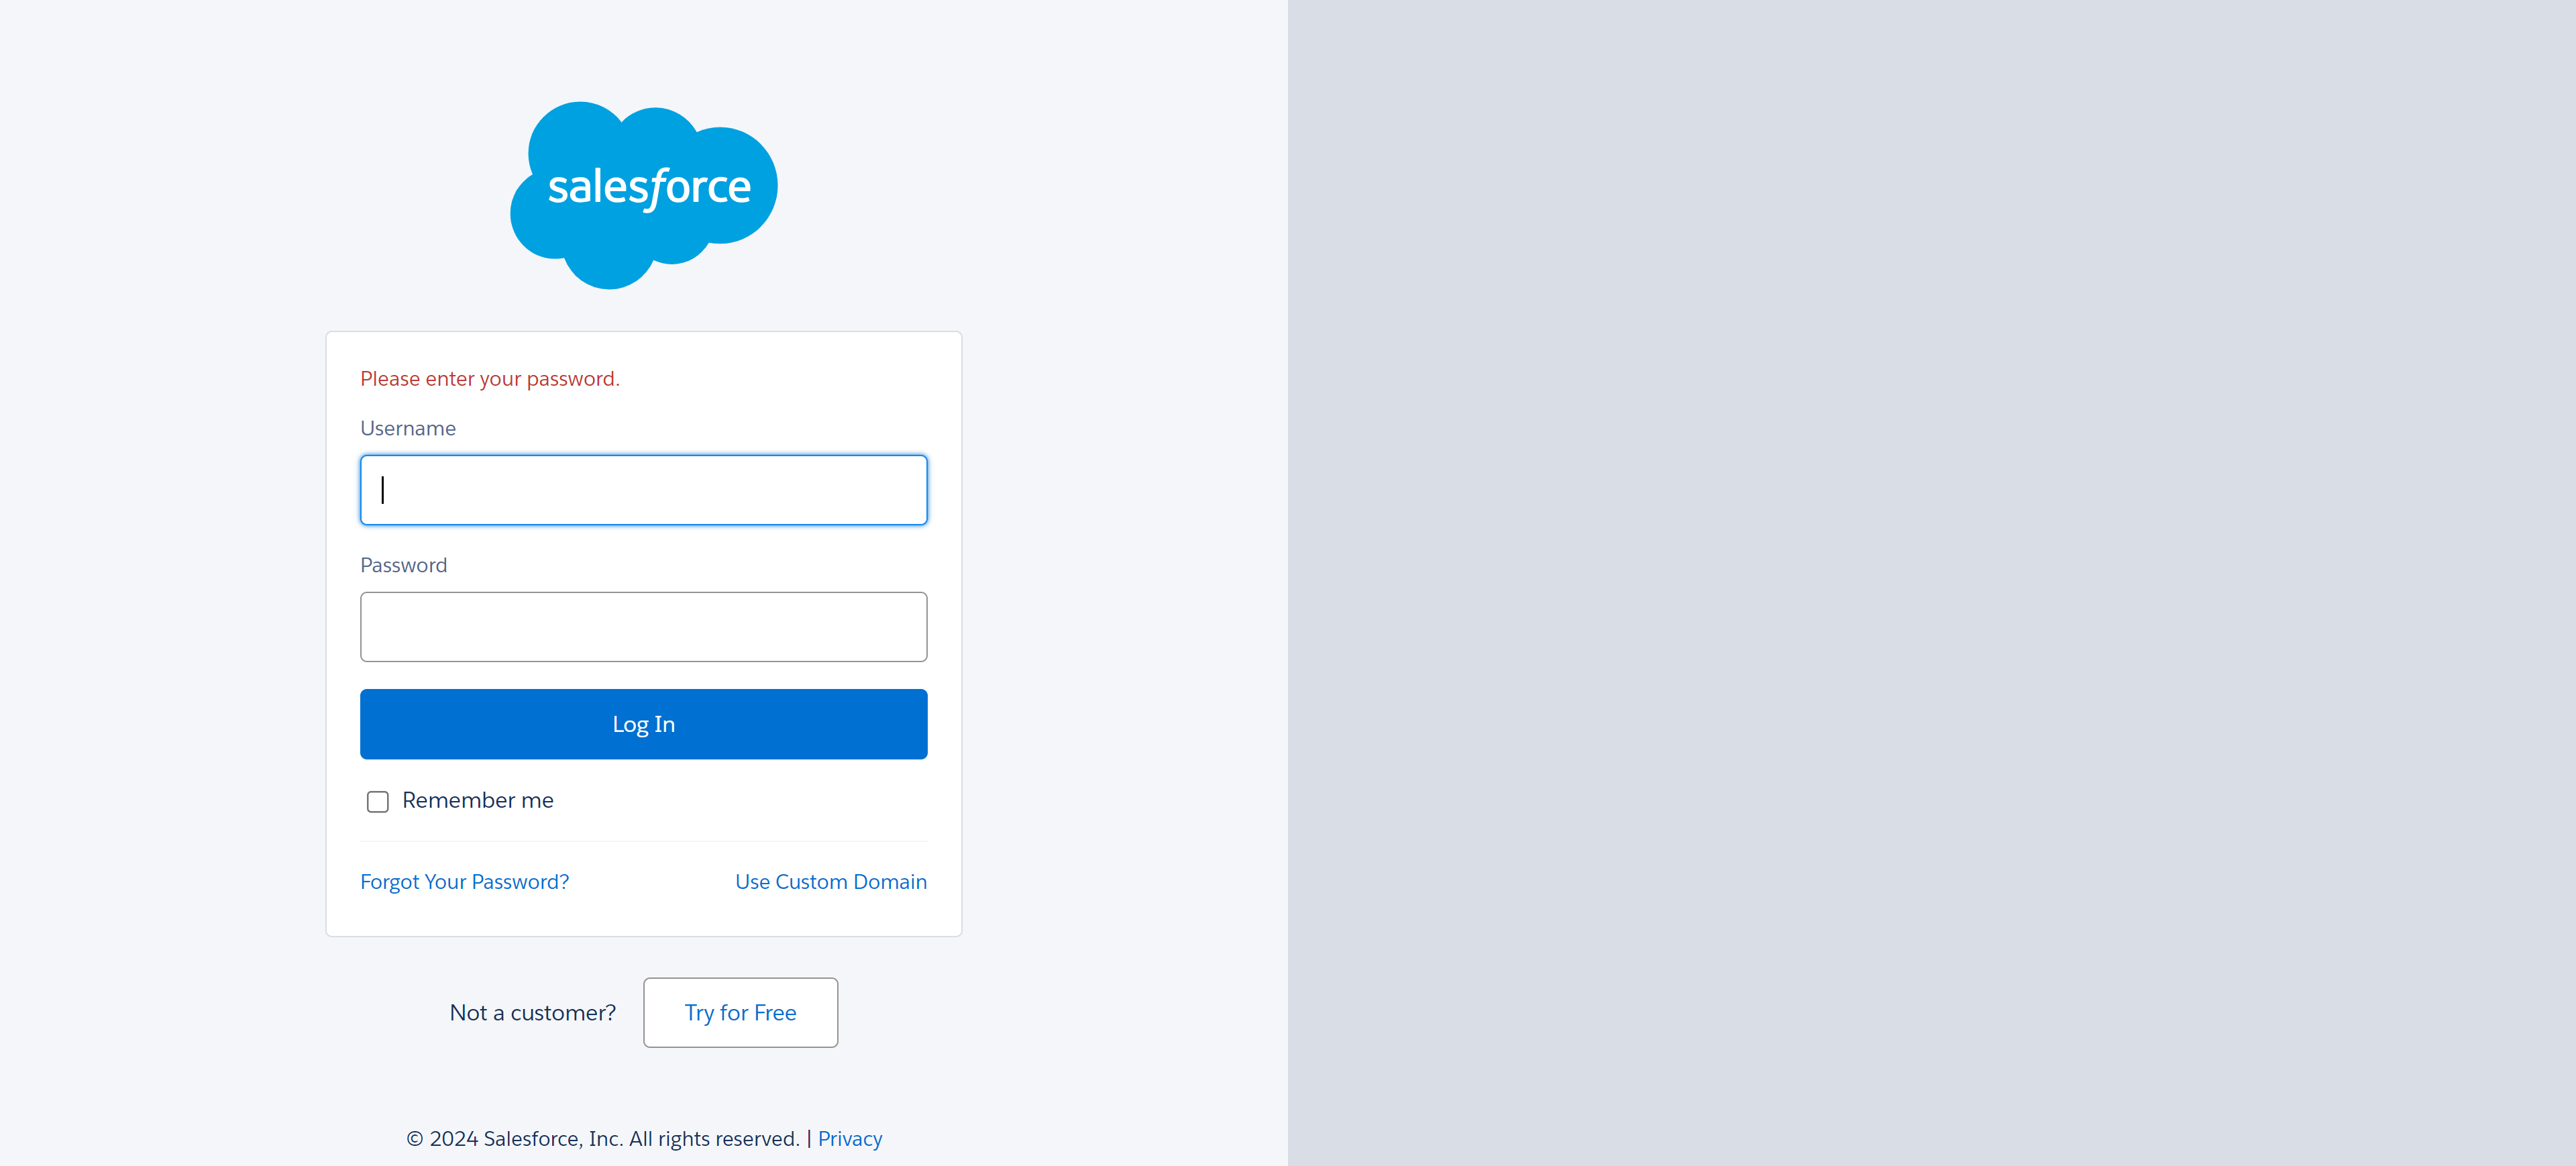 salesforce
Please enter your password.
Username
Password
Log In
Remember me
Forgot Your Password? Use Custom Domain
Not a customer? Try for Free
© 2024 Salesforce, Inc. All rights reserved. | Privacy